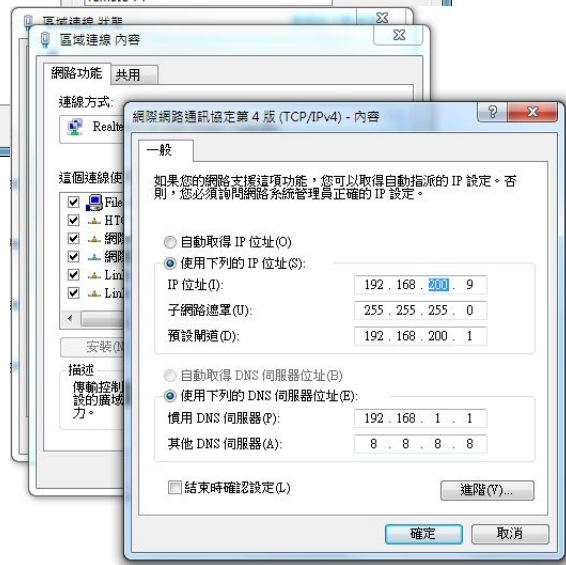 remote
區域連線 狀態
區域連線 內容
網路功能
共用
連線方式:
Realte
這個連線使
File
HTC
網路
網路
Lin
Lin
安裝(N
描述
傳輸控制
設的廣域
力。
網際網路通訊協定第 4 版 (TCP/IPv4) - 內容
一般
如果您的網路支援這項功能，您可以取得自動指派的 IP 設定。否
則，您必須詢問網路系統管理員正確的 IP 設定。
自動取得 IP 位址(O)
使用下列的 IP 位址(S):
IP 位址(I): 192 . 168 . 200 . 9
子網路遮罩(U): 255 . 255 . 255 . 0
預設閘道(D): 192 . 168 . 200 . 1
自動取得 DNS 伺服器位址(B)
使用下列的 DNS 伺服器位址(E):
慣用 DNS 伺服器(P): 192 . 168 . 1 . 1
其他 DNS 伺服器(A): 8 . 8 . 8 . 8
結束時確認設定(L)
進階(V)...
確定
取消